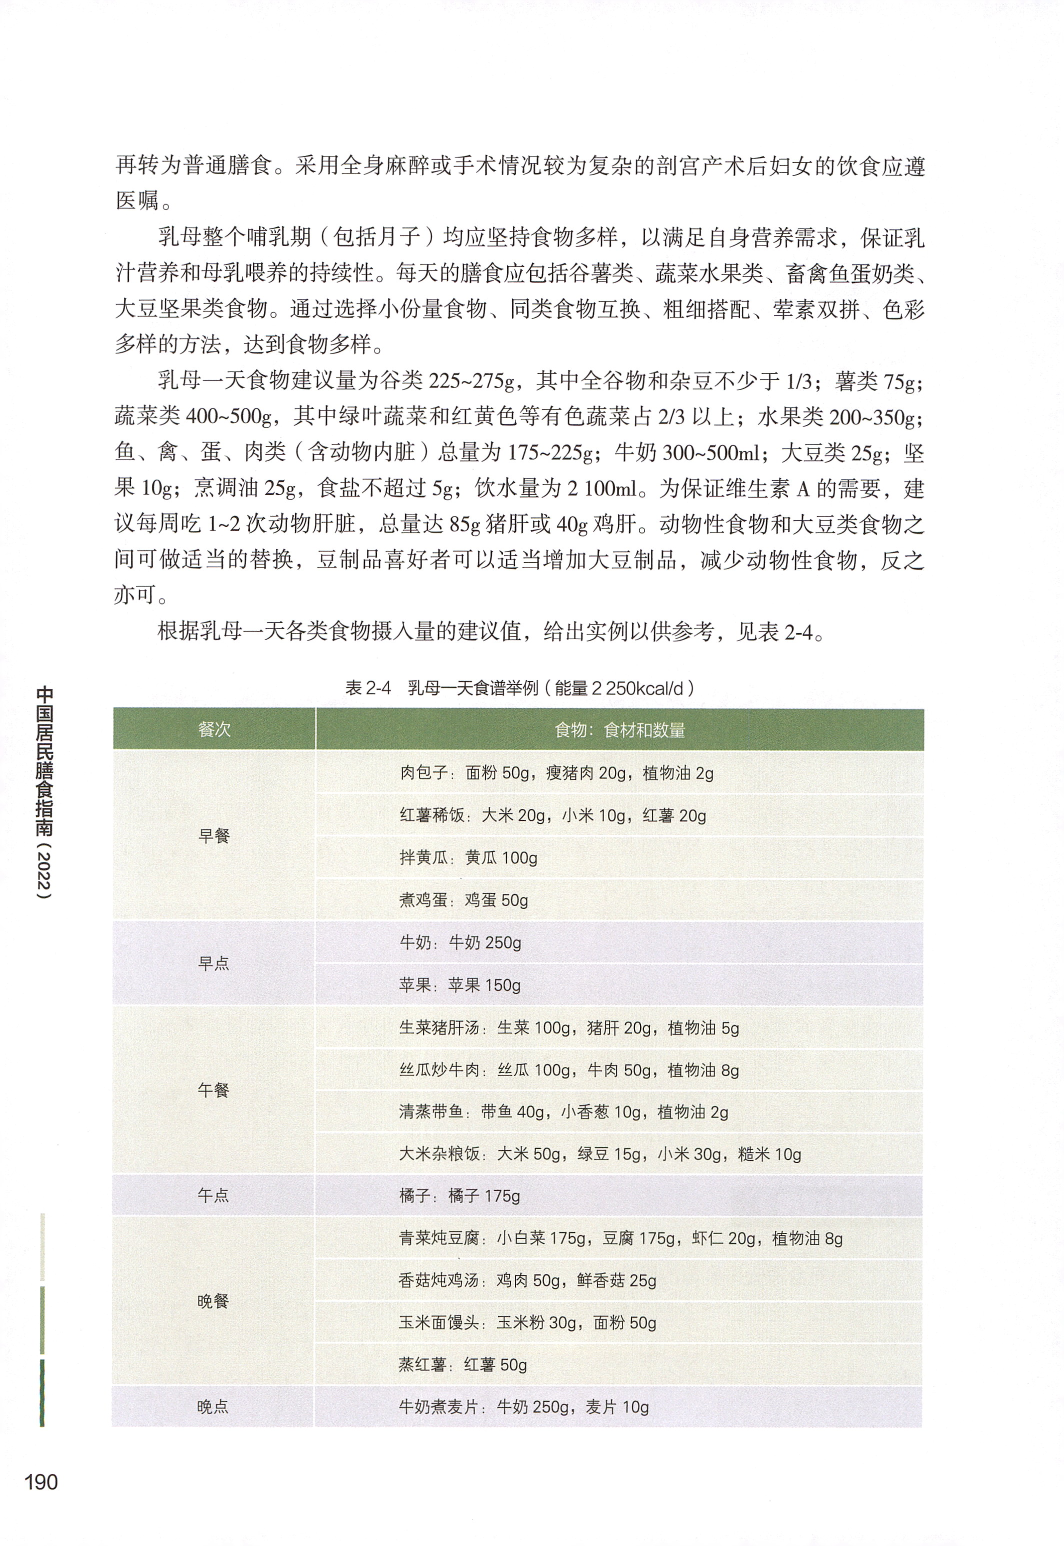 再转为普通膳食。采用全身麻醉或手术情况较为复杂的剖宫产术后妇女的饮食应遵
医嘱。
乳母整个哺乳期（包括月子）均应坚持食物多样，以满足自身营养需求，保证乳
汁营养和母乳喂养的持续性。每天的膳食应包括谷薯类、蔬菜水果类、畜禽鱼蛋奶类、
大豆坚果类食物。通过选择小份量食物、同类食物互换、粗细搭配、荤素双拼、色彩
多样的方法，达到食物多样。
乳母一天食物建议量为谷类 225~275g，其中全谷物和杂豆不少于 1/3；薯类 75g；
蔬菜类 400~500g，其中绿叶蔬菜和红黄色等有色蔬菜占 2/3 以上；水果类 200~350g；
鱼、禽、蛋、肉类（含动物内脏）总量为 175~225g；牛奶 300~500ml；大豆类 25g；坚
果 10g；烹调油 25g，食盐不超过 5g；饮水量为 2 100ml。为保证维生素 A 的需要，建
议每周吃 1~2 次动物肝脏，总量达 85g 猪肝或 40g 鸡肝。动物性食物和大豆类食物之
间可做适当的替换，豆制品喜好者可以适当增加大豆制品，减少动物性食物，反之
亦可。
根据乳母一天各类食物摄入量的建议值，给出实例以供参考，见表 2-4。
表 2-4 乳母一天食谱举例（能量 2 250kcal/d）
餐次 食物：食材和数量
早餐
肉包子：面粉 50g，瘦猪肉 20g，植物油 2g
红薯稀饭：大米 20g，小米 10g，红薯 20g
拌黄瓜：黄瓜 100g
煮鸡蛋：鸡蛋 50g
早点
牛奶：牛奶 250g
苹果：苹果 150g
午餐
生菜猪肝汤：生菜 100g，猪肝 20g，植物油 5g
丝瓜炒牛肉：丝瓜 100g，牛肉 50g，植物油 8g
清蒸带鱼：带鱼 40g，小香葱 10g，植物油 2g
大米杂粮饭：大米 50g，绿豆 15g，小米 30g，糙米 10g
午点 橘子：橘子 175g
晚餐
青菜炖豆腐：小白菜 175g，豆腐 175g，虾仁 20g，植物油 8g
香菇炖鸡汤：鸡肉 50g，鲜香菇 25g
玉米面馒头：玉米粉 30g，面粉 50g
蒸红薯：红薯 50g
晚点 牛奶煮麦片：牛奶 250g，麦片 10g
中国居民膳食指南（2022）
190